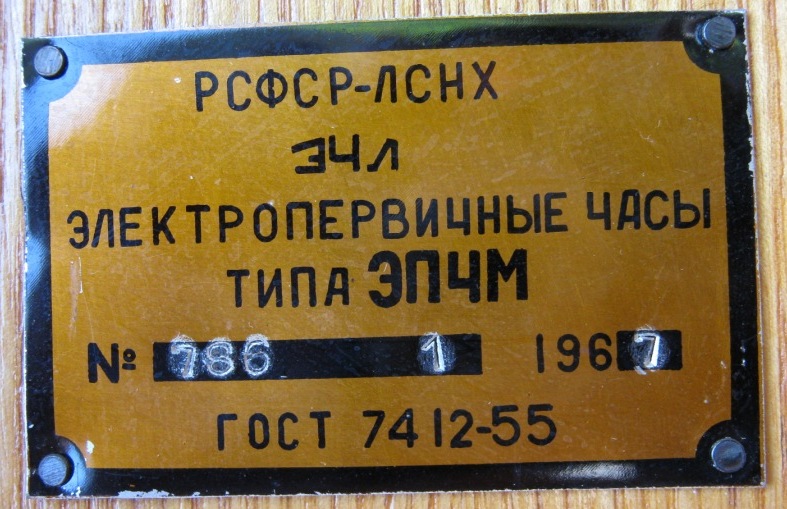 РСФСР-ЛСНХ
ЭЧЛ
ЭЛЕКТРОПЕРВИЧНЫЕ ЧАСЫ
ТИПА ЭПЧМ
№ 786 1 1967
ГОСТ 7412-55